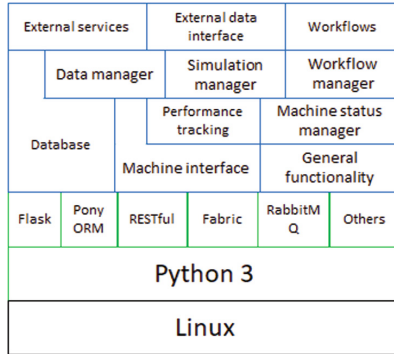 External services
External data
interface
Workflows
Data manager
Simulation
manager
Workflow
manager
Performance
tracking
Machine status
manager
Database
Machine interface
General
functionality
Flask
Pony
ORM
RESTful
Fabric
RabbitM
Q
Others
Python 3
Linux